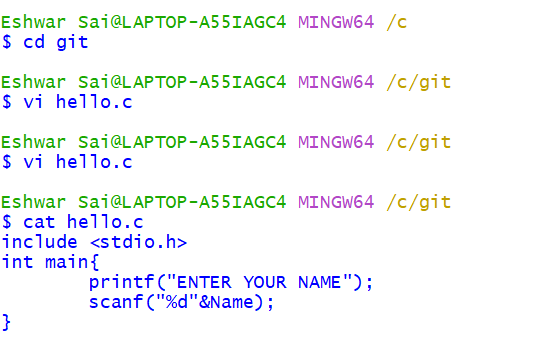 Eshwar Sai@LAPTOP-A55IAGC4 MINGW64 /c
$ cd git
Eshwar Sai@LAPTOP-A55IAGC4 MINGW64 /c/git
$ vi hello.c
Eshwar Sai@LAPTOP-A55IAGC4 MINGW64 /c/git
$ vi hello.c
Eshwar Sai@LAPTOP-A55IAGC4 MINGW64 /c/git
$ cat hello.c
include <stdio.h>
int main{
        printf("ENTER YOUR NAME");
        scanf("%d"&Name);
}